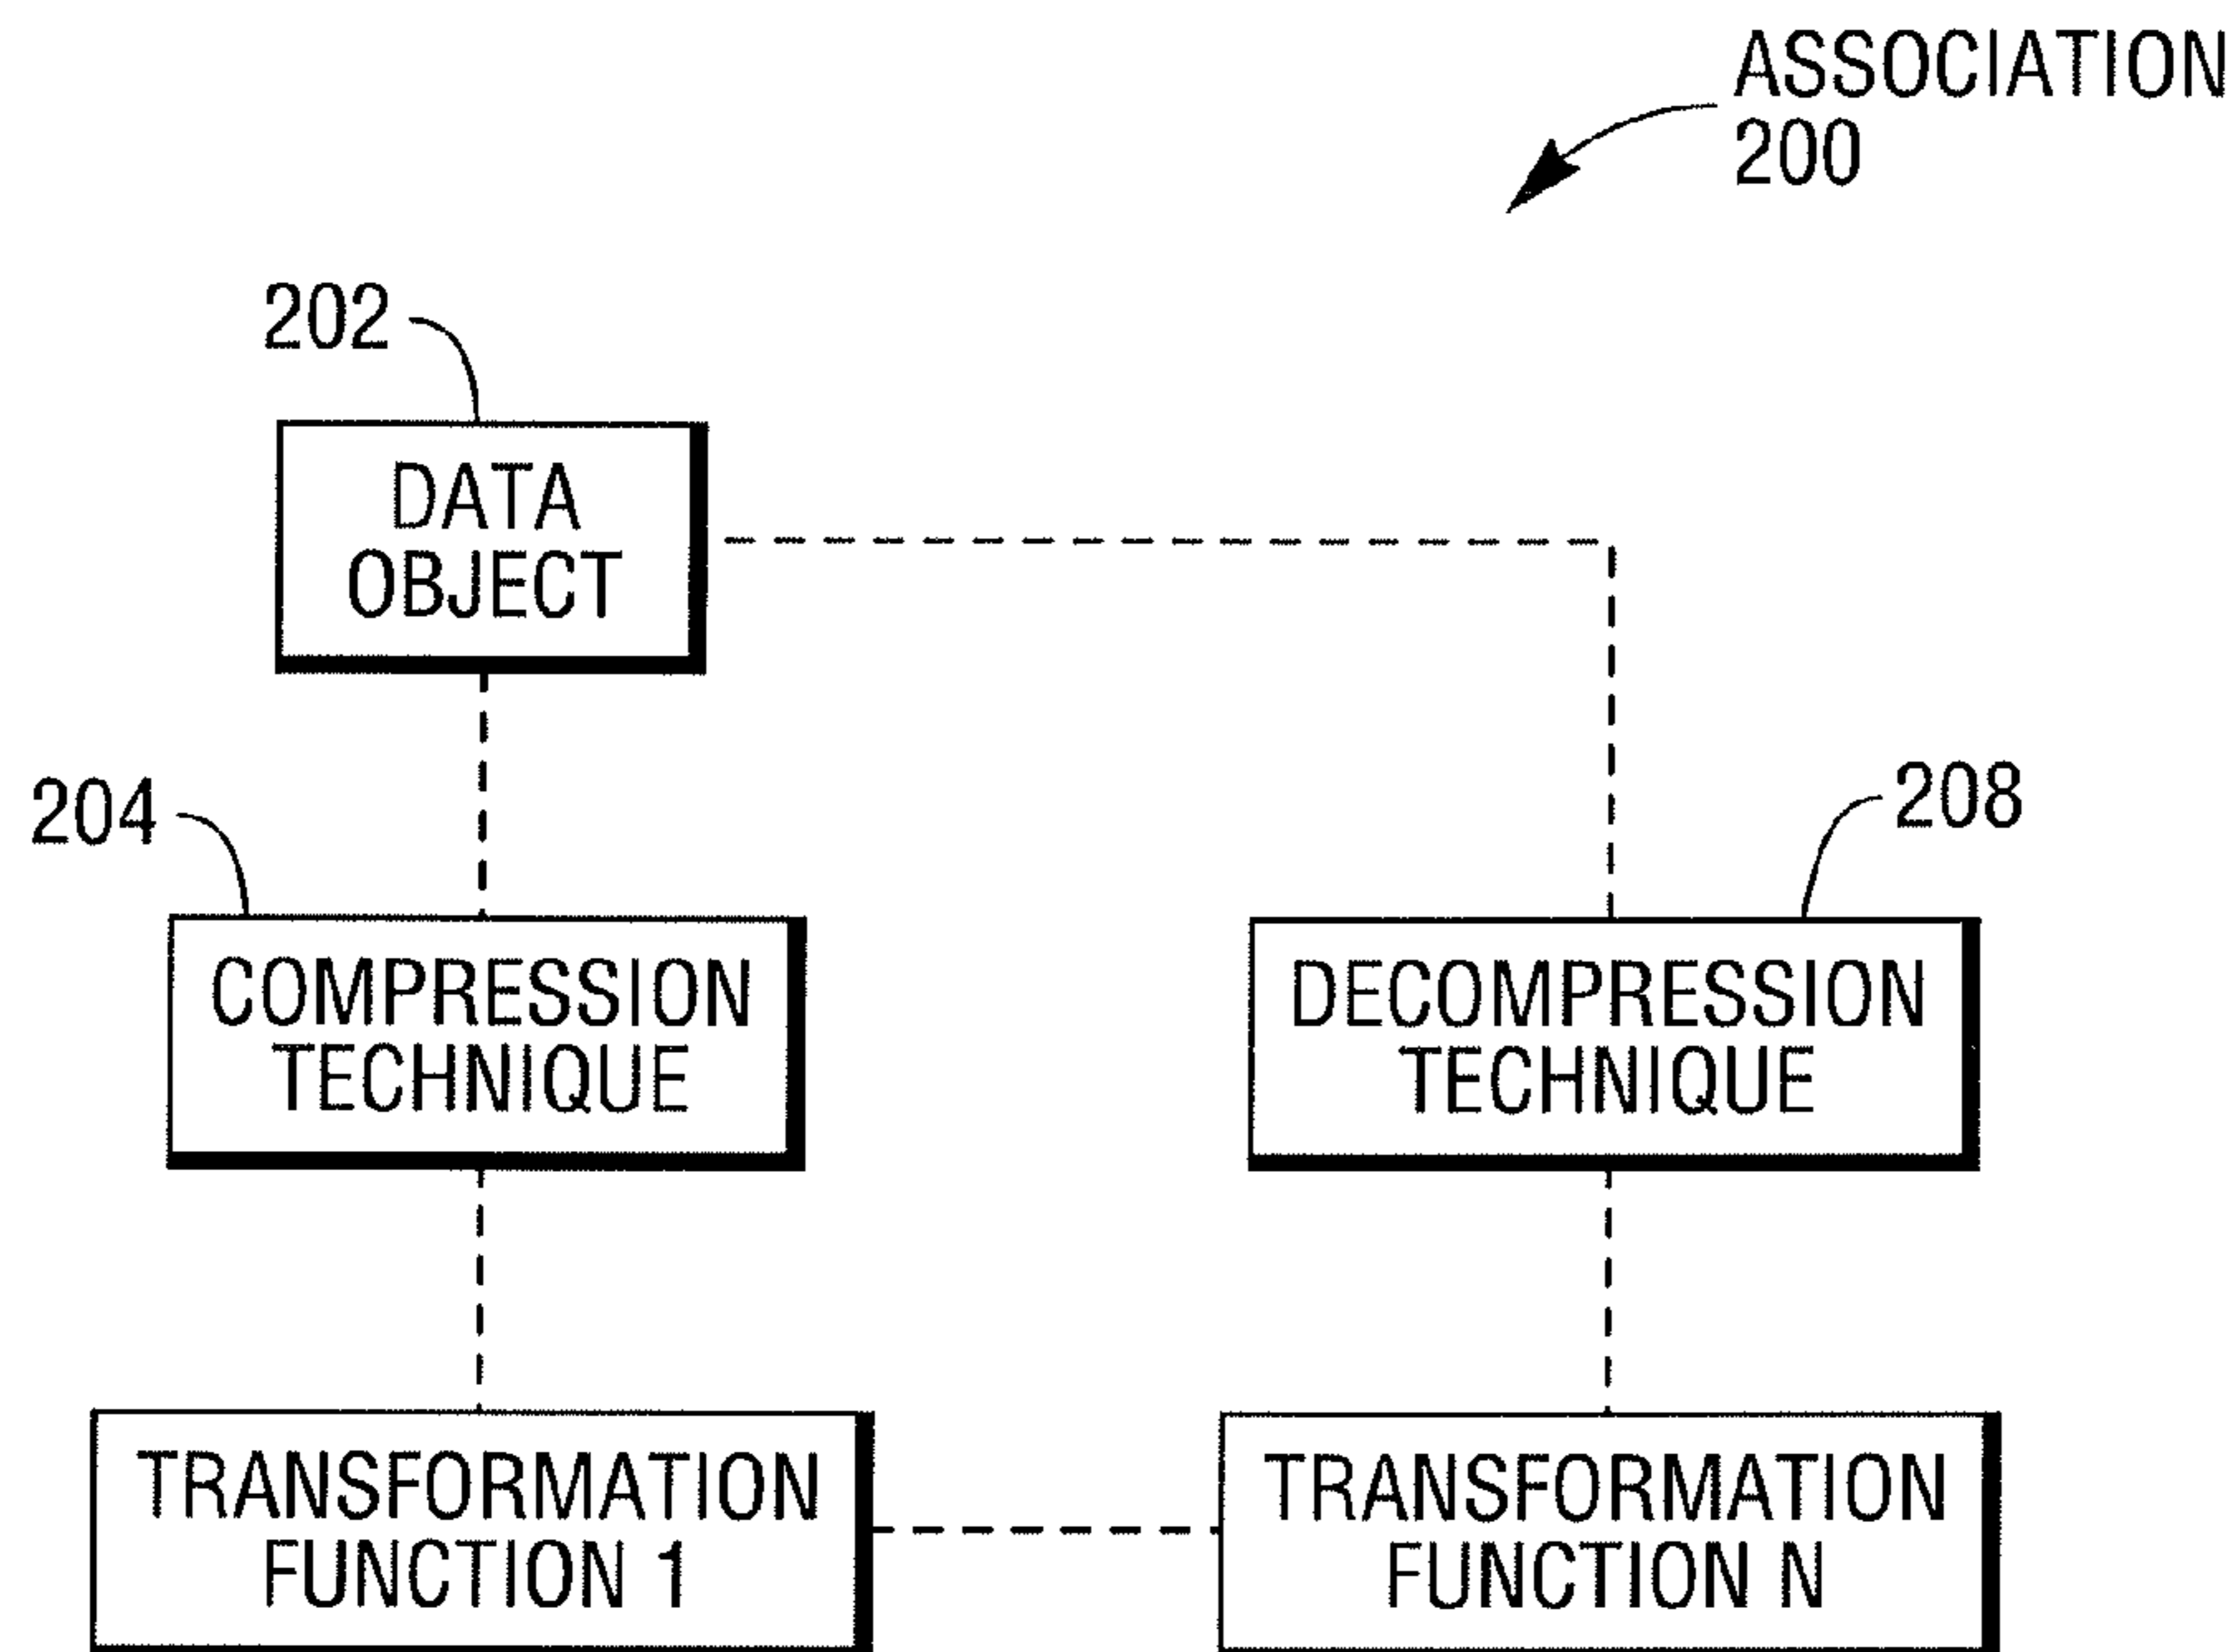 ASSOCIATION
200
202
DATA
OBJECT
204
208
COMPRESSION
TECHNIQUE
DECOMPRESSION
TECHNIQUE
TRANSFORMATION
FUNCTION 1
TRANSFORMATION
FUNCTION N